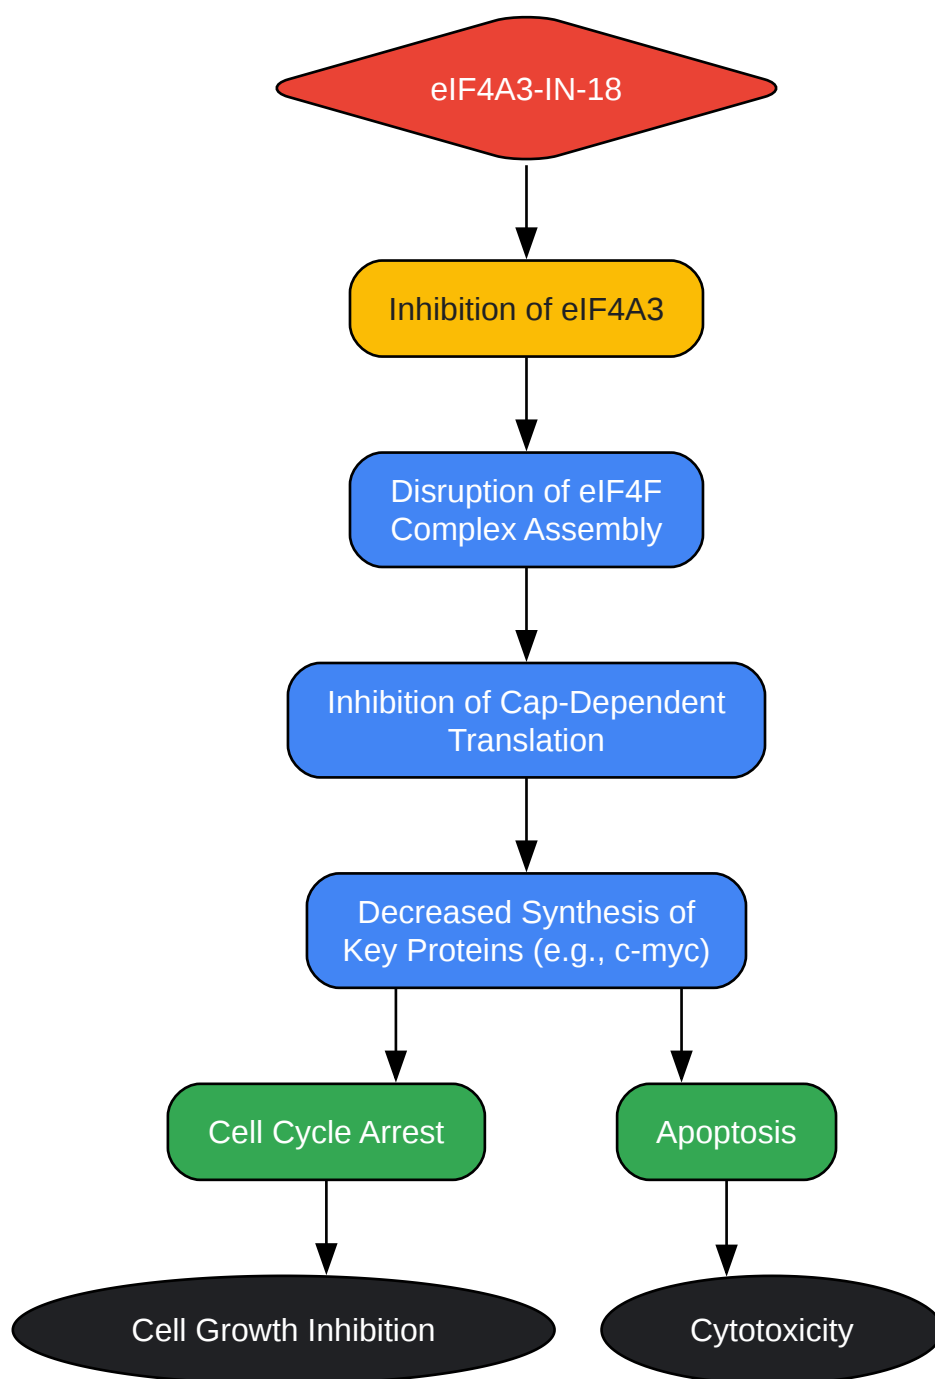 eIF4A3-IN-18
Inhibition of eIF4A3
Disruption of eIF4F
Complex Assembly
Inhibition of Cap-Dependent
Translation
Decreased Synthesis of
Key Proteins (e.g., c-myc)
Cell Cycle Arrest
Apoptosis
Cell Growth Inhibition
Cytotoxicity